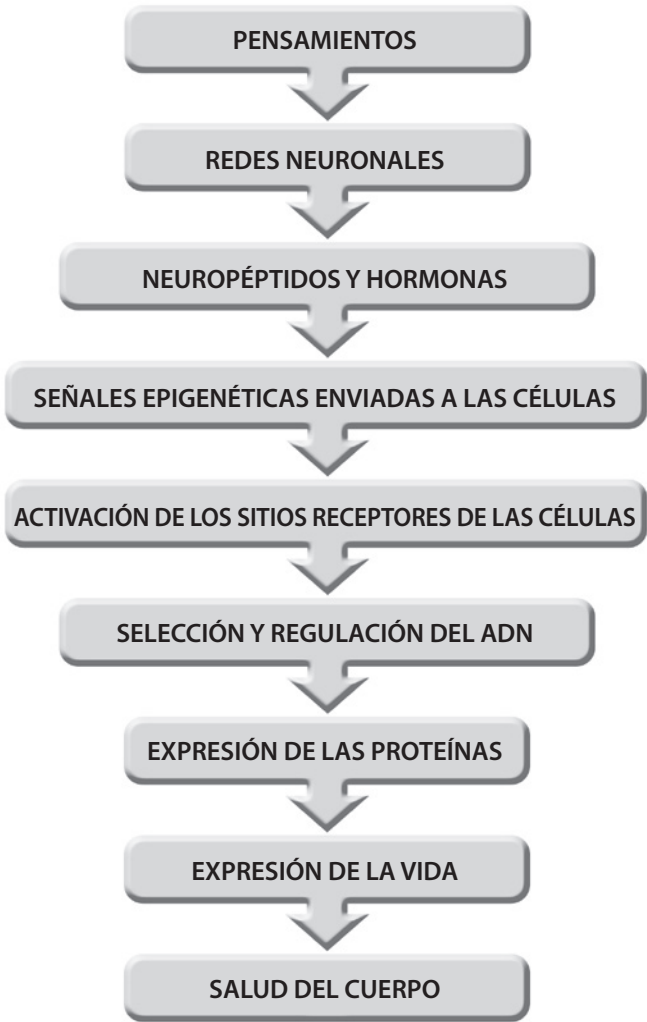 PENSAMIENTOS
REDES NEURONALES
NEUROPÉPTIDOS Y HORMONAS
SEÑALES EPIGENÉTICAS ENVIADAS A LAS CÉLULAS
ACTIVACIÓN DE LOS SITIOS RECEPTORES DE LAS CÉLULAS
SELECCIÓN Y REGULACIÓN DEL ADN
EXPRESIÓN DE LAS PROTEÍNAS
EXPRESIÓN DE LA VIDA
SALUD DEL CUERPO